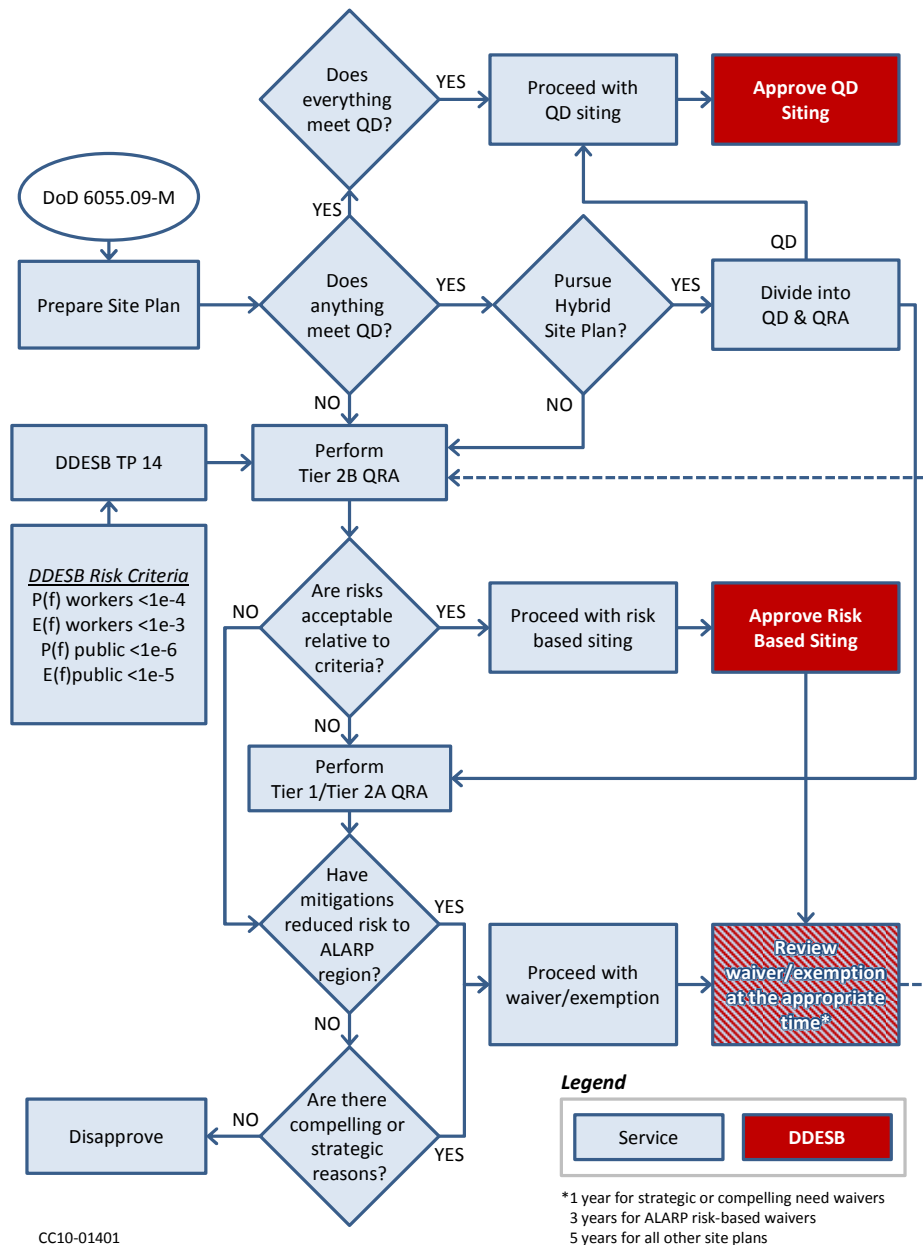 Does
everything
meet QD?
YES
Proceed with
QD siting
Approve QD
Siting
DoD 6055.09-M
YES
QD
Prepare Site Plan
Does
anything
meet QD?
YES
Pursue
Hybrid
Site Plan?
YES
Divide into
QD & QRA
NO
NO
DDESB TP 14
Perform
Tier 2B QRA
DDESB Risk Criteria
P(f) workers <1e-4
E(f) workers <1e-3
P(f) public <1e-6
E(f)public <1e-5
NO
Are risks
acceptable
relative to
criteria?
YES
Proceed with risk
based siting
Approve Risk
Based Siting
NO
Perform
Tier 1/Tier 2A QRA
Have
mitigations
reduced risk to
ALARP
region?
YES
Proceed with
waiver/exemption
Review
waiver/exemption
at the appropriate
time*
NO
Disapprove
NO
Are there
compelling or
strategic
reasons?
YES
Legend
Service
DDESB
*1 year for strategic or compelling need waivers
3 years for ALARP risk-based waivers
5 years for all other site plans
CC10-01401